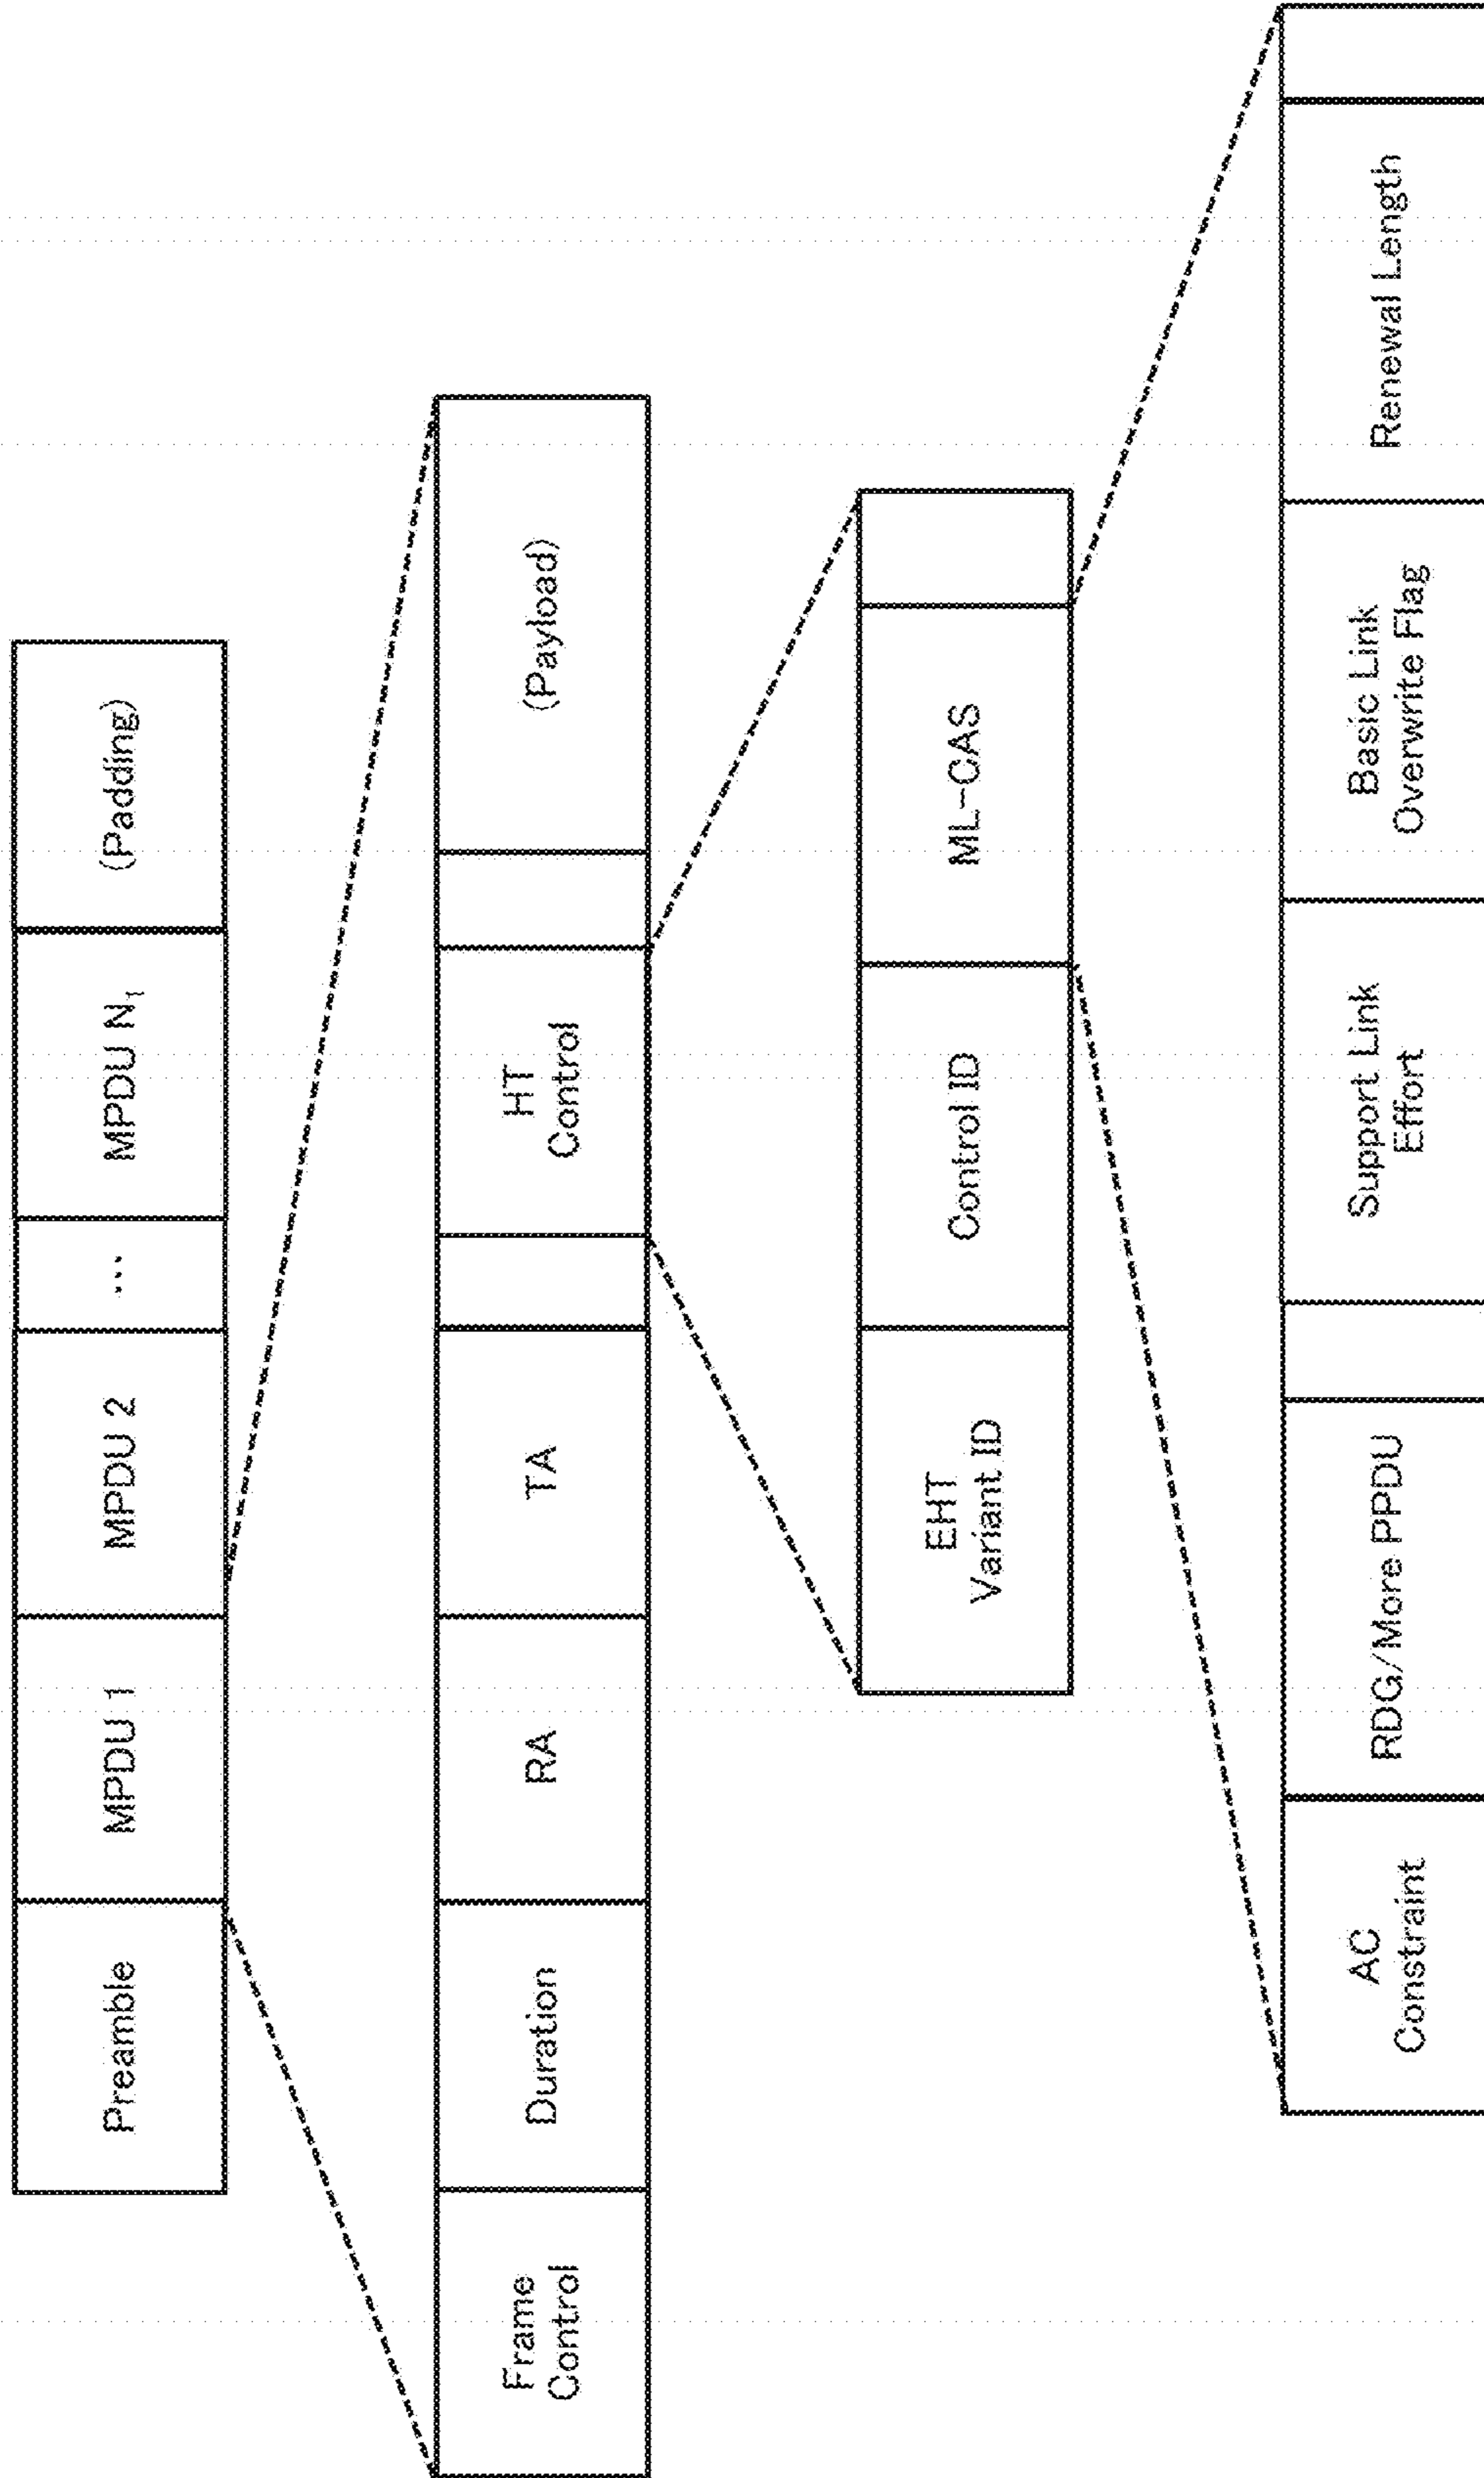 Preamble
MPDU 1
MPDU 2
...
MPDU N₁
(Padding)
Frame
Control
Duration
RA
TA
HT
Control
(Payload)
EHT
Variant ID
Control ID
ML-CAS
AC
Constraint
RDG/More PPDU
Support Link
Effort
Basic Link
Overwrite Flag
Renewal Length